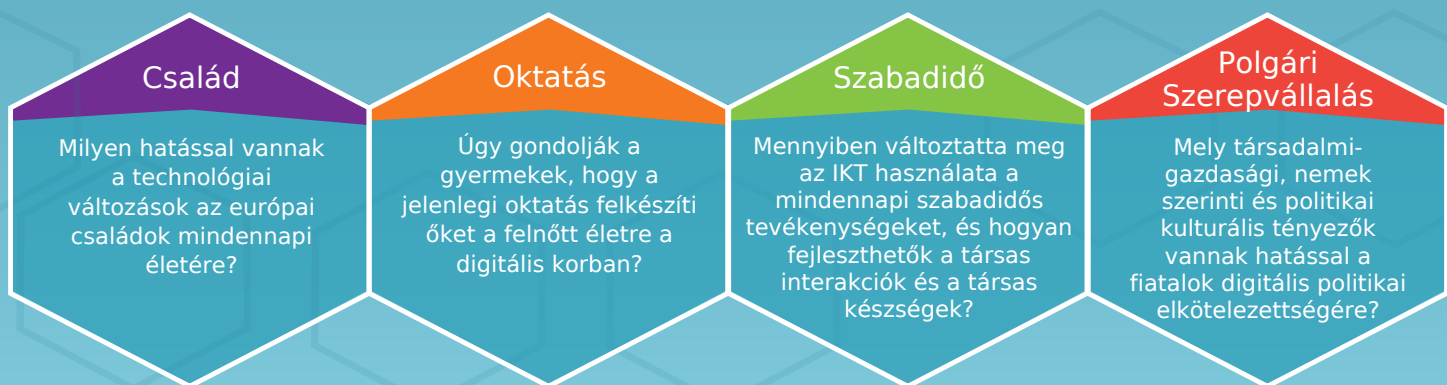 Család
Milyen hatással vannak
a technológiai
változások az európai
családok mindennapi
életére?
Oktatás
Úgy gondolják a
gyermekek, hogy a
jelenlegi oktatás felkészíti
őket a felnőtt életre a
digitális korban?
Szabadidő
Mennyiben változtatta meg
az IKT használata a
mindennapi szabadidős
tevékenységeket, és hogyan
fejleszthetők a társas
interakciók és a társas
készségek?
Polgári
Szerepvállalás
Mely társadalmi-
gazdasági, nemek
szerinti és politikai
kulturális tényezők
vannak hatással a
fiatalok digitális politikai
elkötelezettségére?